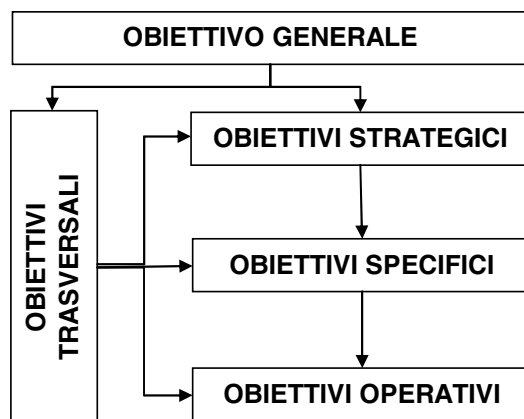 OBIETTIVO GENERALE
OBIETTIVI STRATEGICI
OBIETTIVI
TRASVERSALI
OBIETTIVI SPECIFICI
OBIETTIVI OPERATIVI